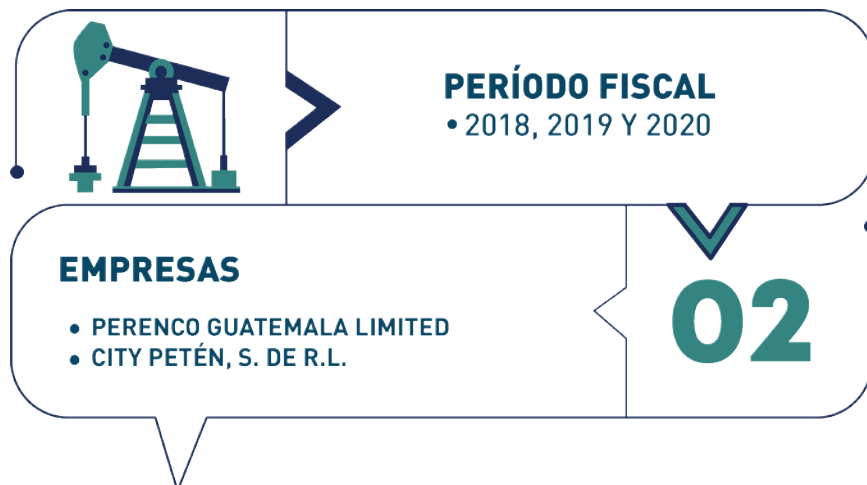 PERÍODO FISCAL
• 2018, 2019 Y 2020
EMPRESAS
• PERENCO GUATEMALA LIMITED
• CITY PETÉN, S. DE R.L.
02